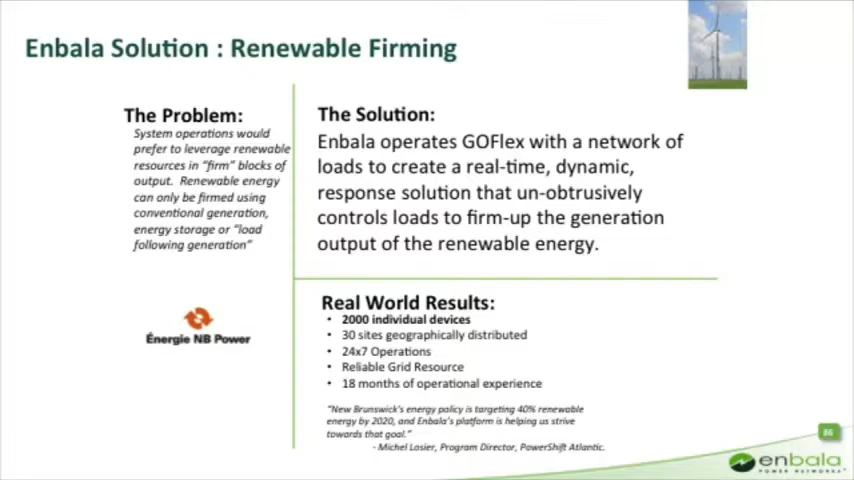 Enbala Solution : Renewable Firming
The Problem:
System operations would
prefer to leverage renewable
resources in “firm” blocks of
output. Renewable energy
can only be firmed using
conventional generation,
energy storage or “load
following generation”
The Solution:
Enbala operates GOFlex with a network of
loads to create a real-time, dynamic,
response solution that un-obtrusively
controls loads to firm-up the generation
output of the renewable energy.
Énergie NB Power
Real World Results:
• 2000 individual devices
• 30 sites geographically distributed
• 24x7 Operations
• Reliable Grid Resource
• 18 months of operational experience
“New Brunswick’s energy policy is targeting 40% renewable
energy by 2020, and Enbala’s platform is helping us strive
towards that goal.”
- Michel Losier, Program Director, PowerShift Atlantic.
86
enbala
POWER NETWORKS